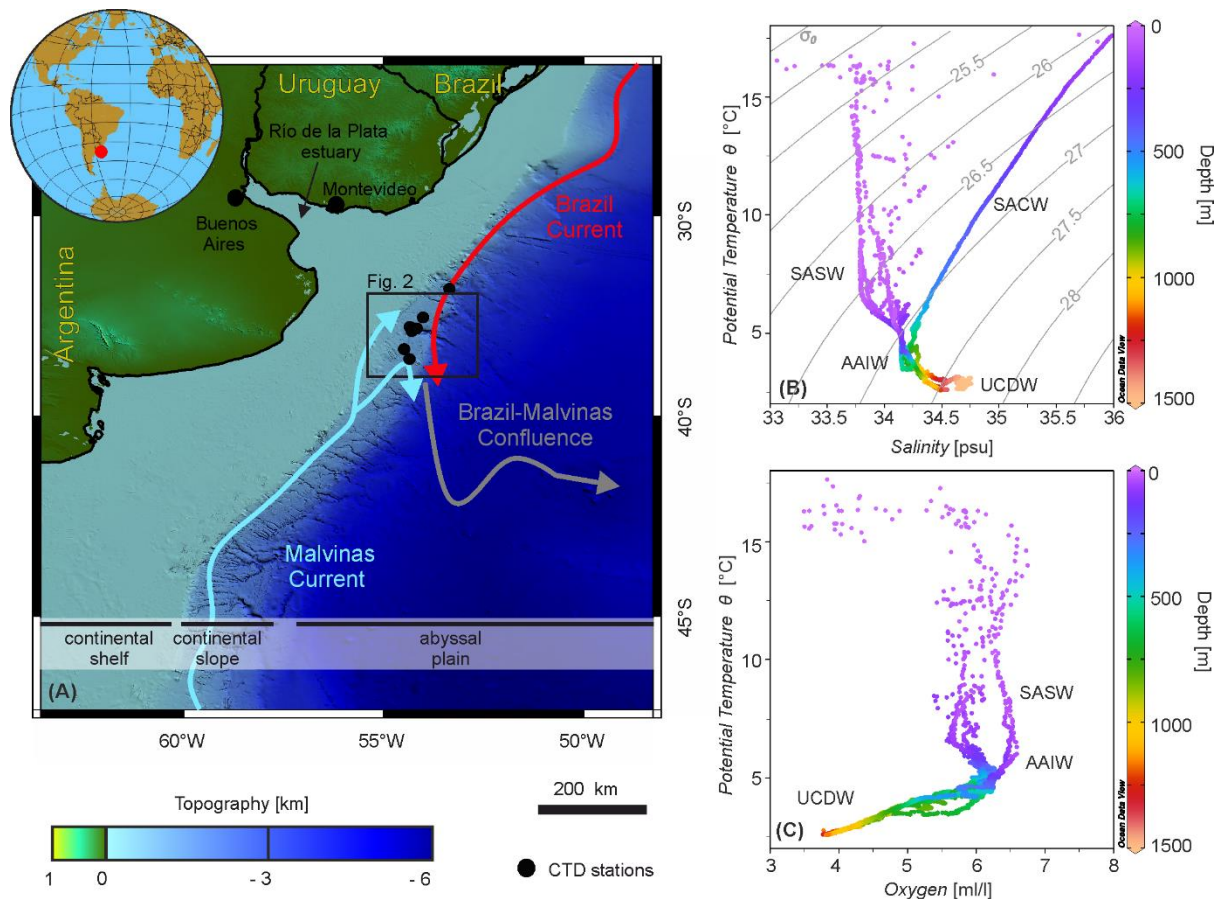 Uruguay
Brazil
Río de la Plata
estuary
Montevideo
Buenos
Aires
Argentina
Brazil
Current
Fig. 2
Brazil-Malvinas
Confluence
Malvinas
Current
continental
shelf
continental
slope
abyssal
plain
(A)
30°S
40°S
45°S
60°W
55°W
50°W
Topography [km]
1
0
- 3
- 6
200 km
CTD stations
σ₀
25.5
26
26.5
27
27.5
28
SACW
SASW
AAIW
UCDW
(B)
Potential Temperature θ [°C]
15
10
5
33
33.5
34
34.5
35
35.5
36
Salinity [psu]
Ocean Data View
0
500
1000
1500
Depth [m]
SASW
AAIW
UCDW
(C)
Potential Temperature θ [°C]
15
10
5
3
4
5
6
7
8
Oxygen [ml/l]
Ocean Data View
0
500
1000
1500
Depth [m]